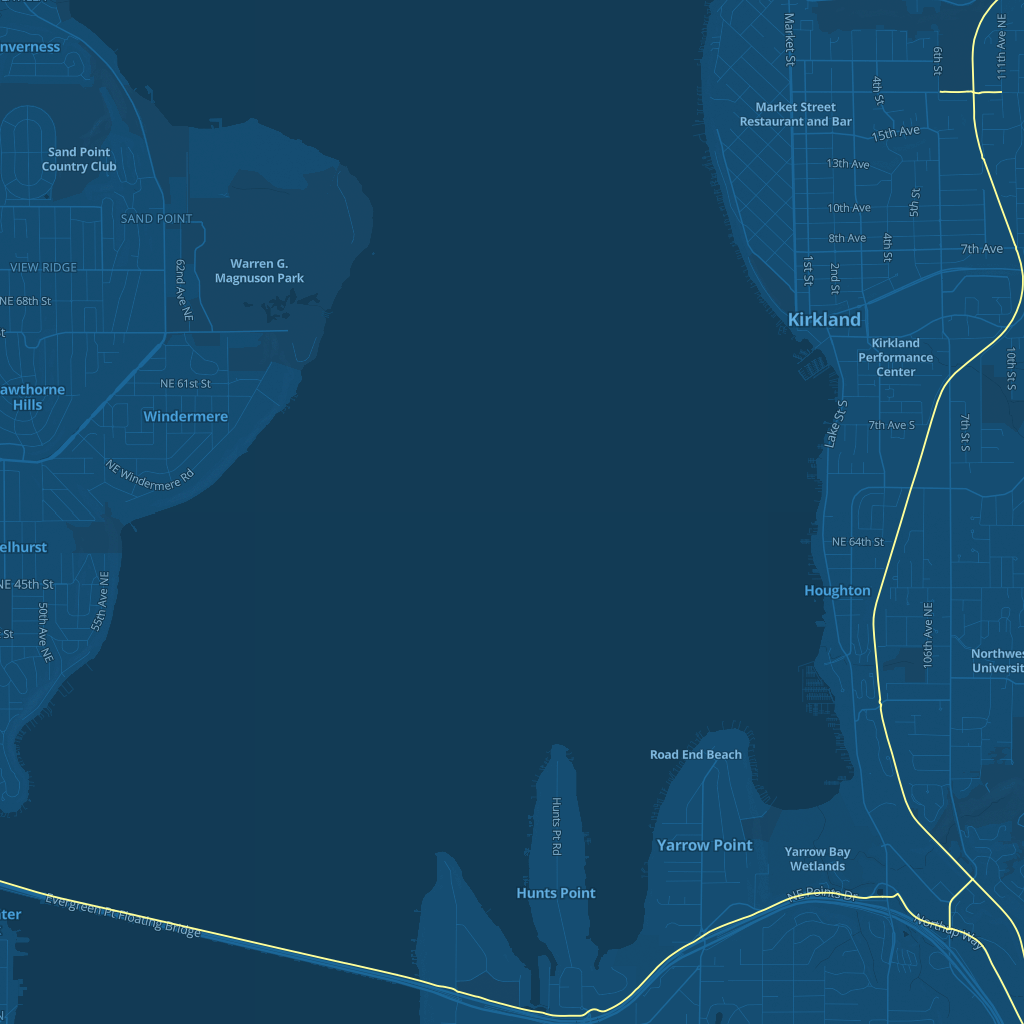 Market St
6th St
111th Ave NE
nverness
4th St
Market Street
Restaurant and Bar
15th Ave
Sand Point
Country Club
13th Ave
5th St
10th Ave
SAND POINT
8th Ave
4th St
7th Ave
VIEW RIDGE
62nd Ave NE
Warren G.
Magnuson Park
1st St
2nd St
NE 68th St
Kirkland
Kirkland
Performance
Center
10th St S
NE 61st St
awthorne
Hills
Windermere
Lake St S
7th Ave S
7th St S
NE Windermere Rd
NE 64th St
elhurst
NE 45th St
55th Ave NE
Houghton
50th Ave NE
106th Ave NE
St
Northwes
Universit
Road End Beach
Hunts Pt Rd
Yarrow Point
Yarrow Bay
Wetlands
Hunts Point
NE Points Dr
Evergreen Pt Floating Bridge
Northup Way